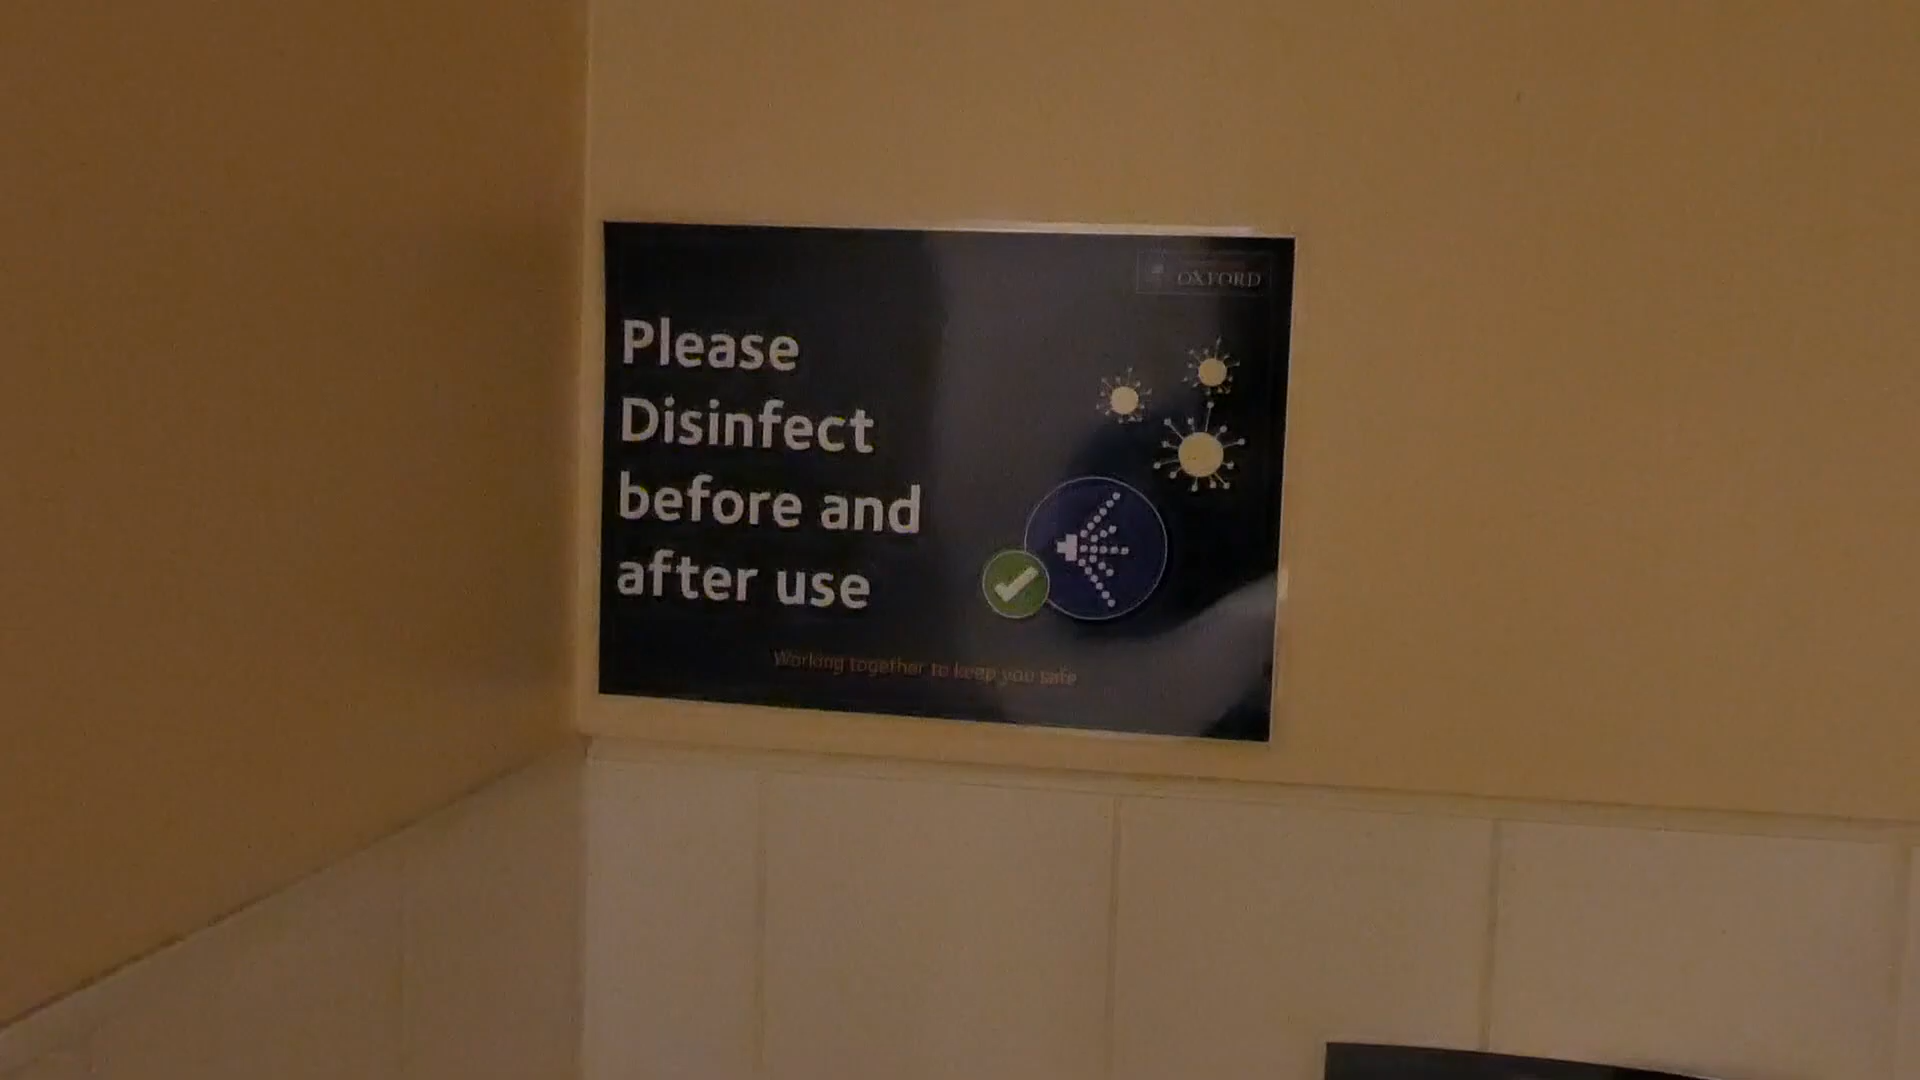 OXFORD
Please
Disinfect
before and
after use
Working together to keep you safe